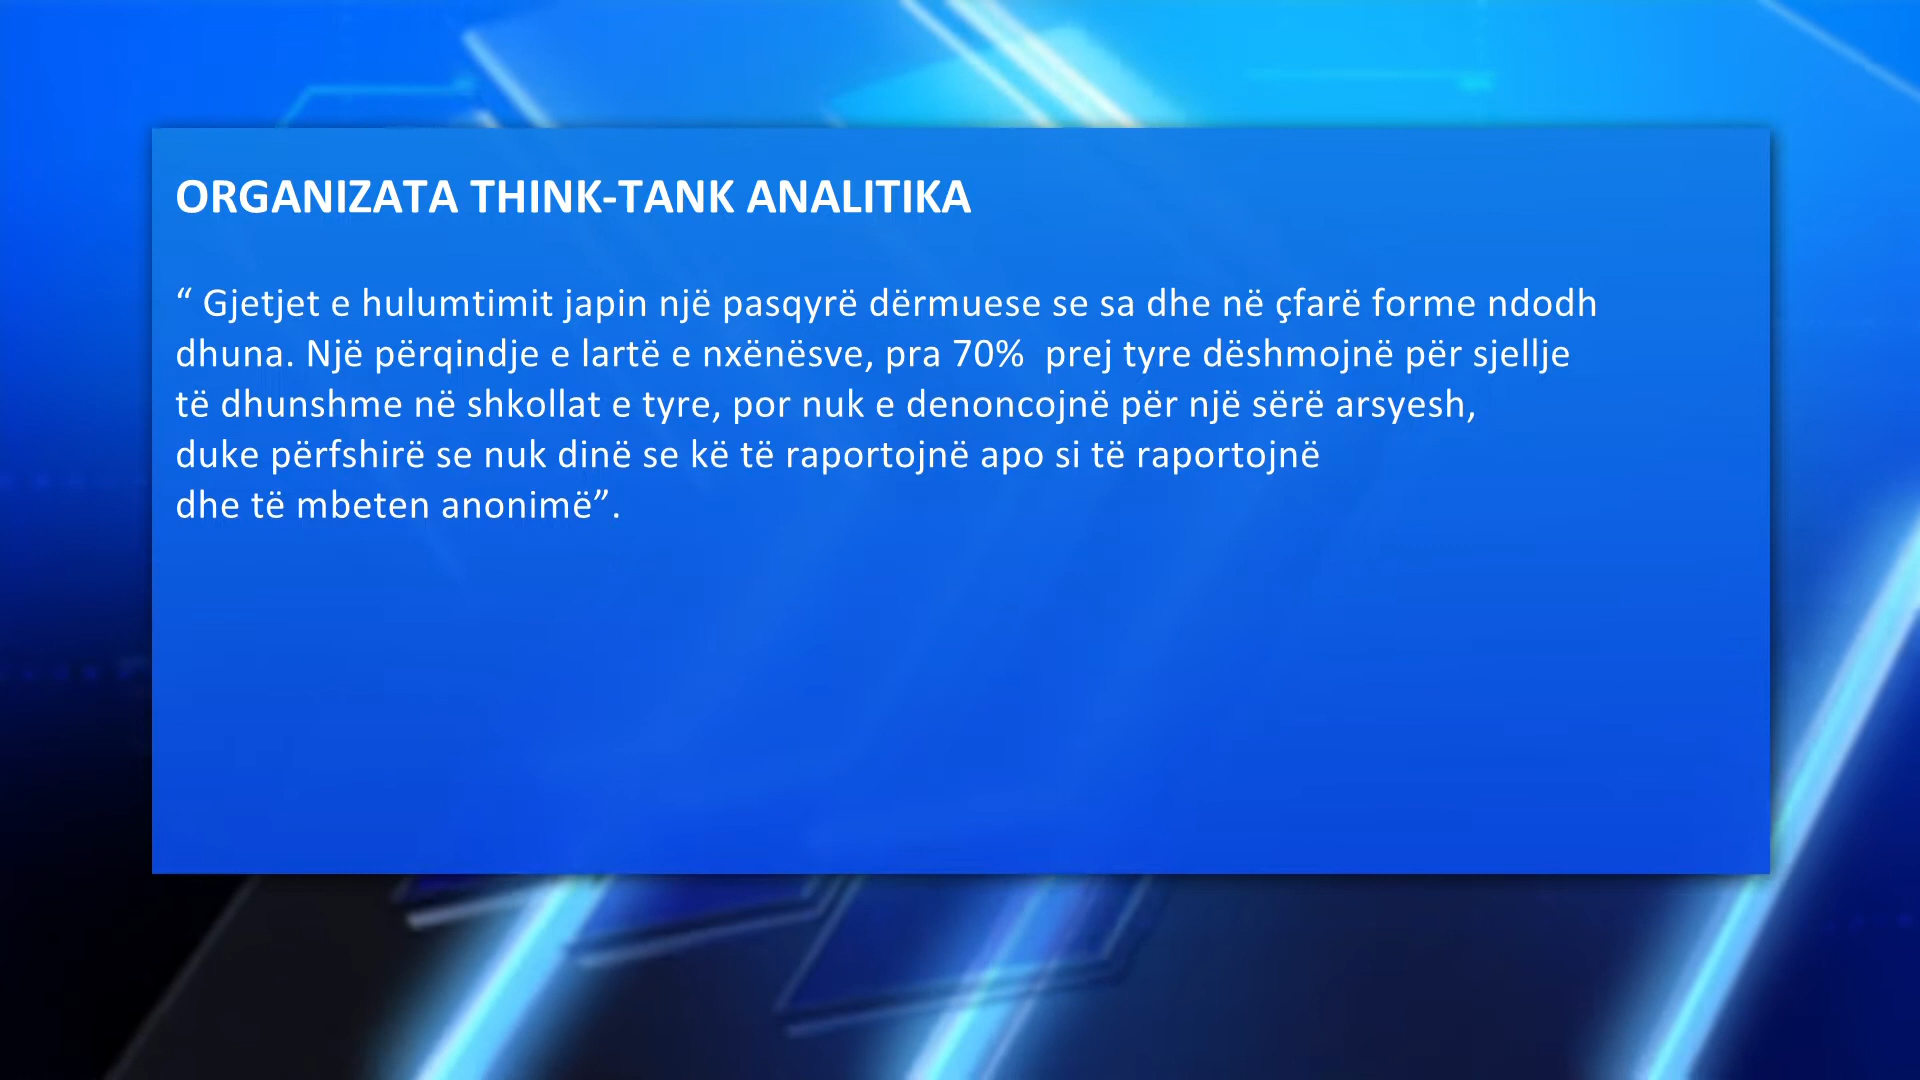 ORGANIZATA THINK-TANK ANALITIKA
“ Gjetjet e hulumtimit japin një pasqyrë dërmuese se sa dhe në çfarë forme ndodh
dhuna. Një përqindje e lartë e nxënësve, pra 70%  prej tyre dëshmojnë për sjellje
të dhunshme në shkollat e tyre, por nuk e denoncojnë për një sërë arsyesh,
duke përfshirë se nuk dinë se kë të raportojnë apo si të raportojnë
dhe të mbeten anonimë”.